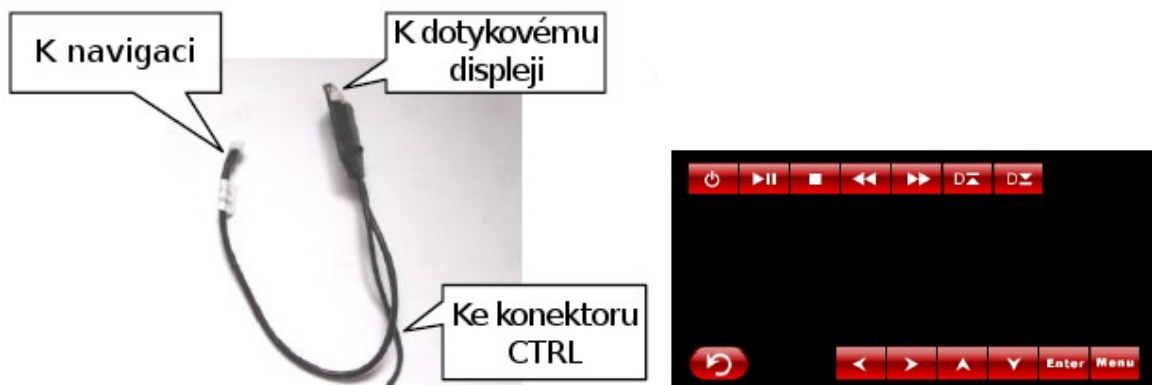 K navigaci
K dotykovému
displeji
Ke konektoru
CTRL
D
D
Enter
Menu